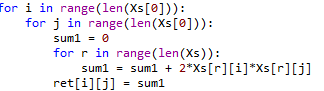 for i in range(len(Xs[0])):
    for j in range(len(Xs[0])):
        sum1 = 0
        for r in range(len(Xs)):
            sum1 = sum1 + 2*Xs[r][i]*Xs[r][j]
        ret[i][j] = sum1